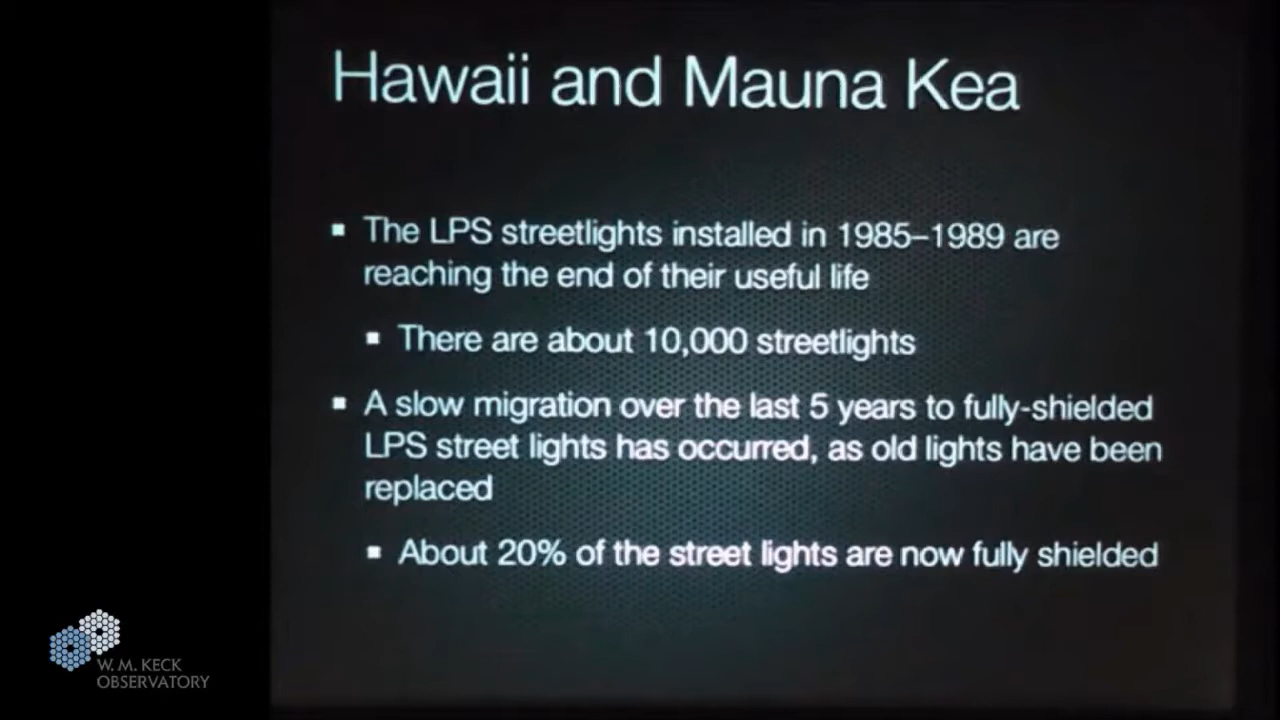 Hawaii and Mauna Kea
The LPS streetlights installed in 1985–1989 are
reaching the end of their useful life
There are about 10,000 streetlights
A slow migration over the last 5 years to fully-shielded
LPS street lights has occurred, as old lights have been
replaced
About 20% of the street lights are now fully shielded
W. M. KECK
OBSERVATORY